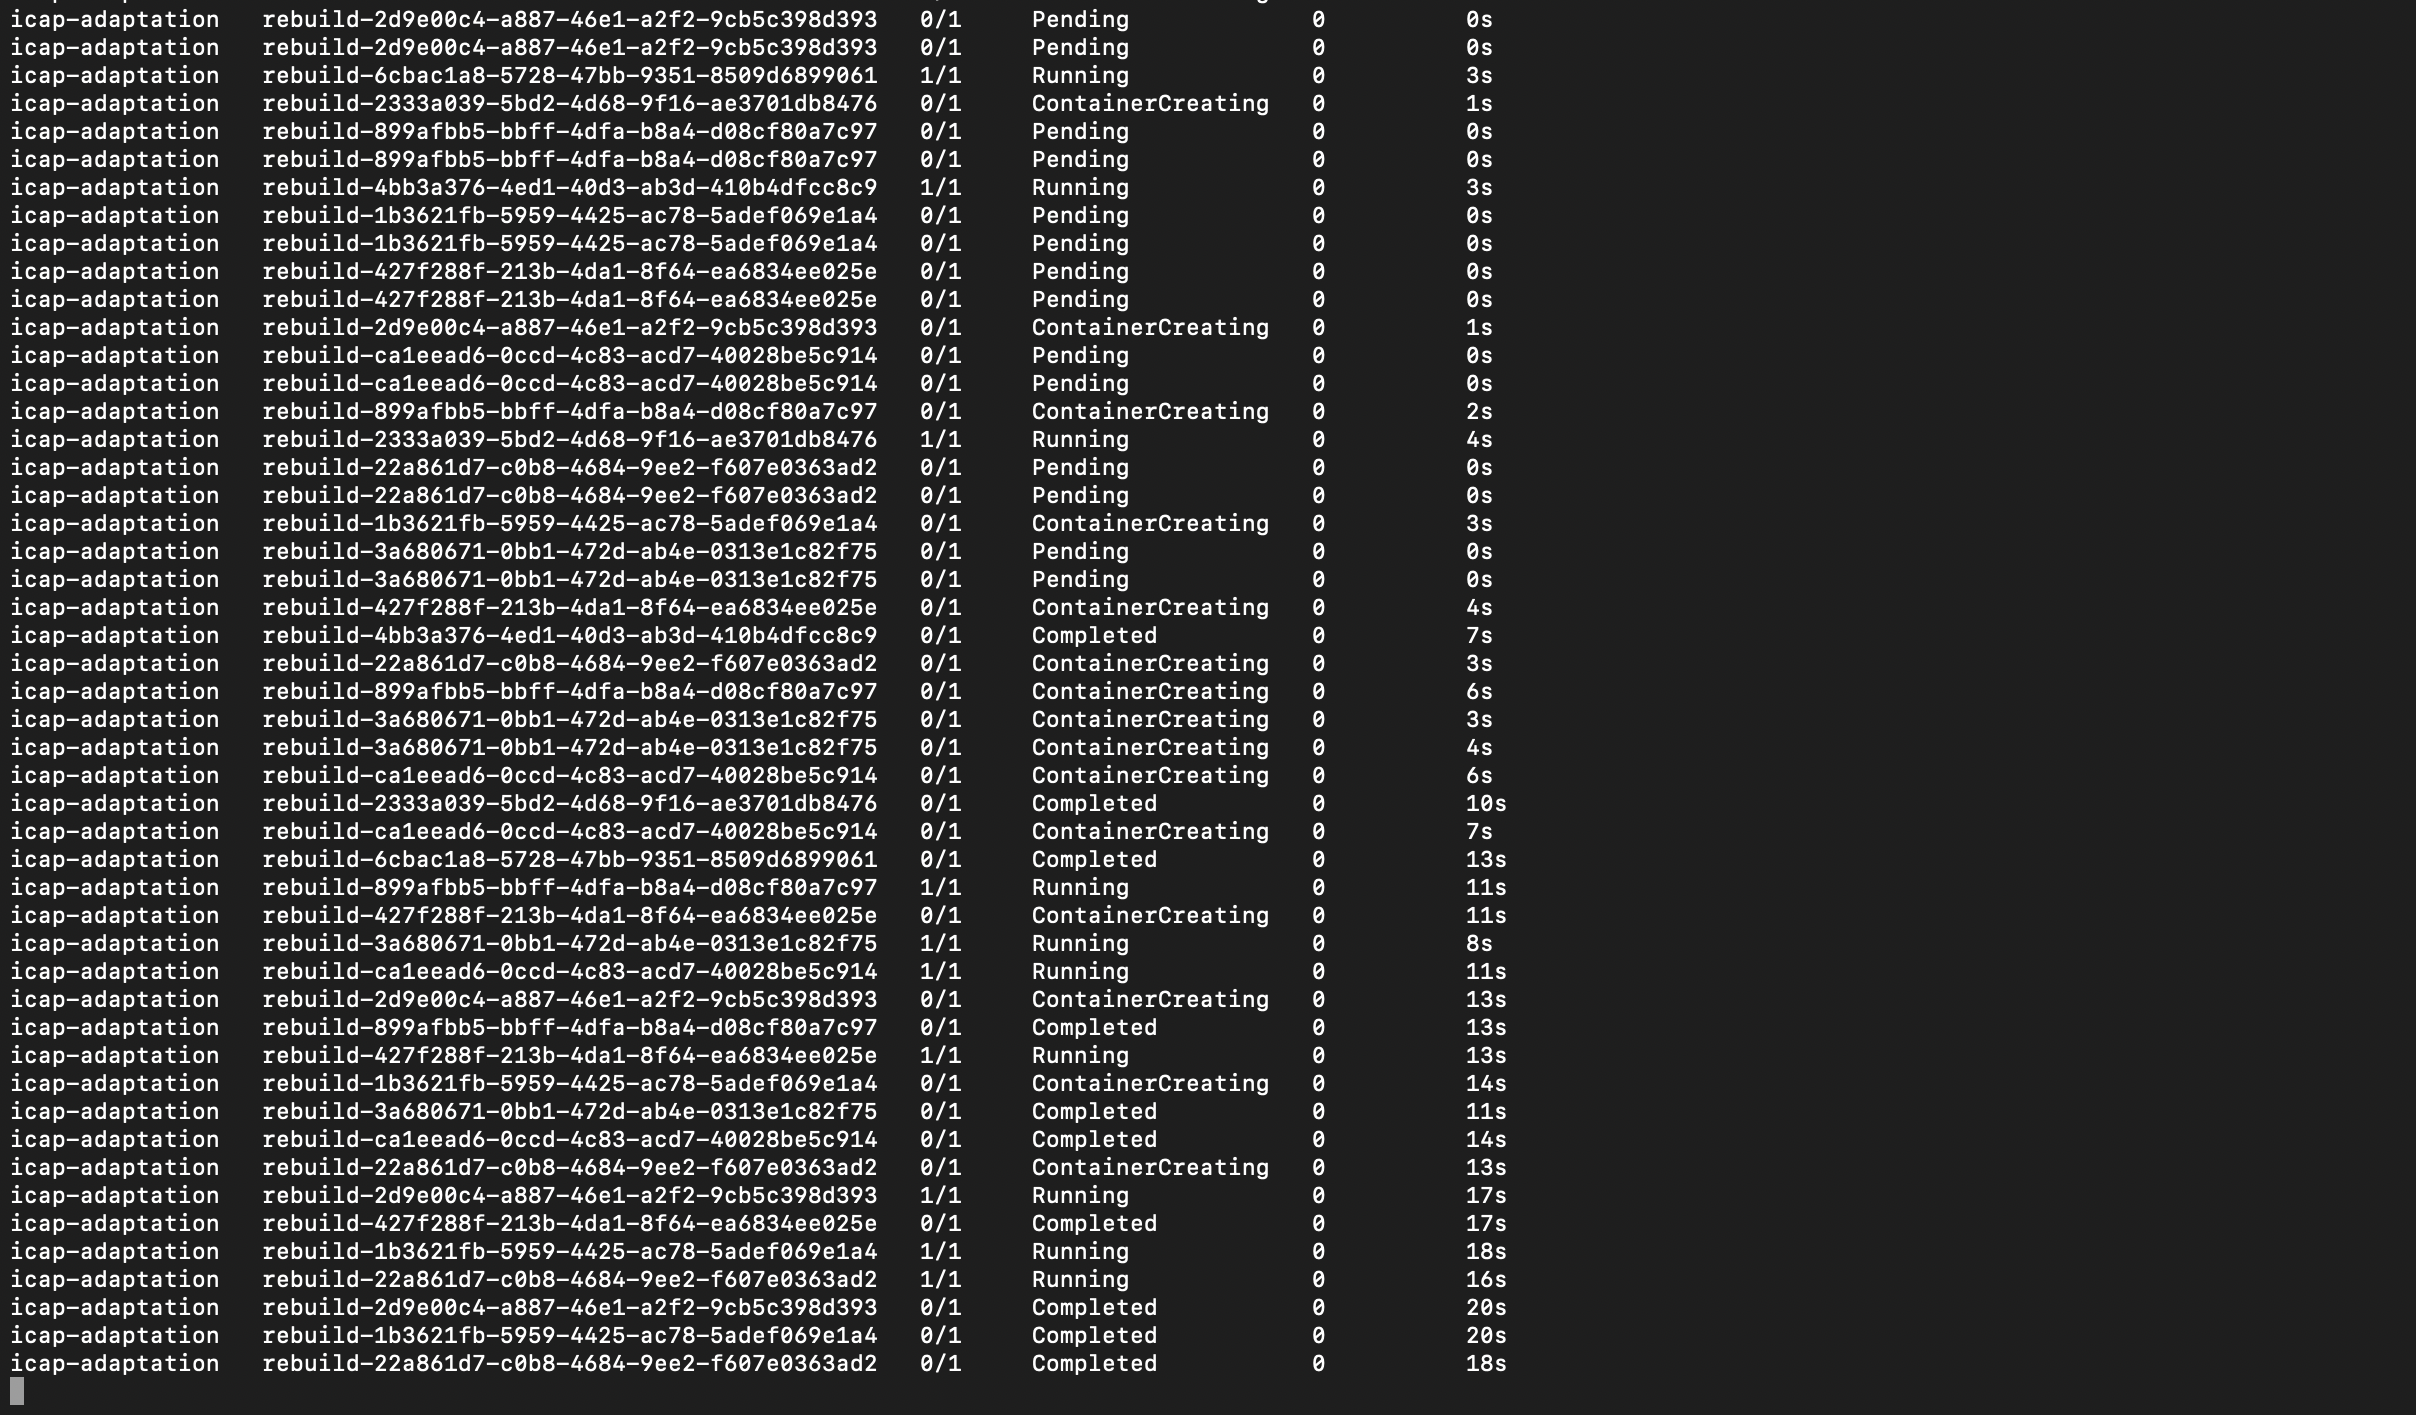 icap-adaptation   rebuild-2d9e00c4-a887-46e1-a2f2-9cb5c398d393   0/1     Pending             0          0s
icap-adaptation   rebuild-2d9e00c4-a887-46e1-a2f2-9cb5c398d393   0/1     Pending             0          0s
icap-adaptation   rebuild-6cbac1a8-5728-47bb-9351-8509d6899061   1/1     Running             0          3s
icap-adaptation   rebuild-2333a039-5bd2-4d68-9f16-ae3701db8476   0/1     ContainerCreating   0          1s
icap-adaptation   rebuild-899afbb5-bbff-4dfa-b8a4-d08cf80a7c97   0/1     Pending             0          0s
icap-adaptation   rebuild-899afbb5-bbff-4dfa-b8a4-d08cf80a7c97   0/1     Pending             0          0s
icap-adaptation   rebuild-4bb3a376-4ed1-40d3-ab3d-410b4dfcc8c9   1/1     Running             0          3s
icap-adaptation   rebuild-1b3621fb-5959-4425-ac78-5adef069e1a4   0/1     Pending             0          0s
icap-adaptation   rebuild-1b3621fb-5959-4425-ac78-5adef069e1a4   0/1     Pending             0          0s
icap-adaptation   rebuild-427f288f-213b-4da1-8f64-ea6834ee025e   0/1     Pending             0          0s
icap-adaptation   rebuild-427f288f-213b-4da1-8f64-ea6834ee025e   0/1     Pending             0          0s
icap-adaptation   rebuild-2d9e00c4-a887-46e1-a2f2-9cb5c398d393   0/1     ContainerCreating   0          1s
icap-adaptation   rebuild-ca1eead6-0ccd-4c83-acd7-40028be5c914   0/1     Pending             0          0s
icap-adaptation   rebuild-ca1eead6-0ccd-4c83-acd7-40028be5c914   0/1     Pending             0          0s
icap-adaptation   rebuild-899afbb5-bbff-4dfa-b8a4-d08cf80a7c97   0/1     ContainerCreating   0          2s
icap-adaptation   rebuild-2333a039-5bd2-4d68-9f16-ae3701db8476   1/1     Running             0          4s
icap-adaptation   rebuild-22a861d7-c0b8-4684-9ee2-f607e0363ad2   0/1     Pending             0          0s
icap-adaptation   rebuild-22a861d7-c0b8-4684-9ee2-f607e0363ad2   0/1     Pending             0          0s
icap-adaptation   rebuild-1b3621fb-5959-4425-ac78-5adef069e1a4   0/1     ContainerCreating   0          3s
icap-adaptation   rebuild-3a680671-0bb1-472d-ab4e-0313e1c82f75   0/1     Pending             0          0s
icap-adaptation   rebuild-3a680671-0bb1-472d-ab4e-0313e1c82f75   0/1     Pending             0          0s
icap-adaptation   rebuild-427f288f-213b-4da1-8f64-ea6834ee025e   0/1     ContainerCreating   0          4s
icap-adaptation   rebuild-4bb3a376-4ed1-40d3-ab3d-410b4dfcc8c9   0/1     Completed           0          7s
icap-adaptation   rebuild-22a861d7-c0b8-4684-9ee2-f607e0363ad2   0/1     ContainerCreating   0          3s
icap-adaptation   rebuild-899afbb5-bbff-4dfa-b8a4-d08cf80a7c97   0/1     ContainerCreating   0          6s
icap-adaptation   rebuild-3a680671-0bb1-472d-ab4e-0313e1c82f75   0/1     ContainerCreating   0          3s
icap-adaptation   rebuild-3a680671-0bb1-472d-ab4e-0313e1c82f75   0/1     ContainerCreating   0          4s
icap-adaptation   rebuild-ca1eead6-0ccd-4c83-acd7-40028be5c914   0/1     ContainerCreating   0          6s
icap-adaptation   rebuild-2333a039-5bd2-4d68-9f16-ae3701db8476   0/1     Completed           0          10s
icap-adaptation   rebuild-ca1eead6-0ccd-4c83-acd7-40028be5c914   0/1     ContainerCreating   0          7s
icap-adaptation   rebuild-6cbac1a8-5728-47bb-9351-8509d6899061   0/1     Completed           0          13s
icap-adaptation   rebuild-899afbb5-bbff-4dfa-b8a4-d08cf80a7c97   1/1     Running             0          11s
icap-adaptation   rebuild-427f288f-213b-4da1-8f64-ea6834ee025e   0/1     ContainerCreating   0          11s
icap-adaptation   rebuild-3a680671-0bb1-472d-ab4e-0313e1c82f75   1/1     Running             0          8s
icap-adaptation   rebuild-ca1eead6-0ccd-4c83-acd7-40028be5c914   1/1     Running             0          11s
icap-adaptation   rebuild-2d9e00c4-a887-46e1-a2f2-9cb5c398d393   0/1     ContainerCreating   0          13s
icap-adaptation   rebuild-899afbb5-bbff-4dfa-b8a4-d08cf80a7c97   0/1     Completed           0          13s
icap-adaptation   rebuild-427f288f-213b-4da1-8f64-ea6834ee025e   1/1     Running             0          13s
icap-adaptation   rebuild-1b3621fb-5959-4425-ac78-5adef069e1a4   0/1     ContainerCreating   0          14s
icap-adaptation   rebuild-3a680671-0bb1-472d-ab4e-0313e1c82f75   0/1     Completed           0          11s
icap-adaptation   rebuild-ca1eead6-0ccd-4c83-acd7-40028be5c914   0/1     Completed           0          14s
icap-adaptation   rebuild-22a861d7-c0b8-4684-9ee2-f607e0363ad2   0/1     ContainerCreating   0          13s
icap-adaptation   rebuild-2d9e00c4-a887-46e1-a2f2-9cb5c398d393   1/1     Running             0          17s
icap-adaptation   rebuild-427f288f-213b-4da1-8f64-ea6834ee025e   0/1     Completed           0          17s
icap-adaptation   rebuild-1b3621fb-5959-4425-ac78-5adef069e1a4   1/1     Running             0          18s
icap-adaptation   rebuild-22a861d7-c0b8-4684-9ee2-f607e0363ad2   1/1     Running             0          16s
icap-adaptation   rebuild-2d9e00c4-a887-46e1-a2f2-9cb5c398d393   0/1     Completed           0          20s
icap-adaptation   rebuild-1b3621fb-5959-4425-ac78-5adef069e1a4   0/1     Completed           0          20s
icap-adaptation   rebuild-22a861d7-c0b8-4684-9ee2-f607e0363ad2   0/1     Completed           0          18s